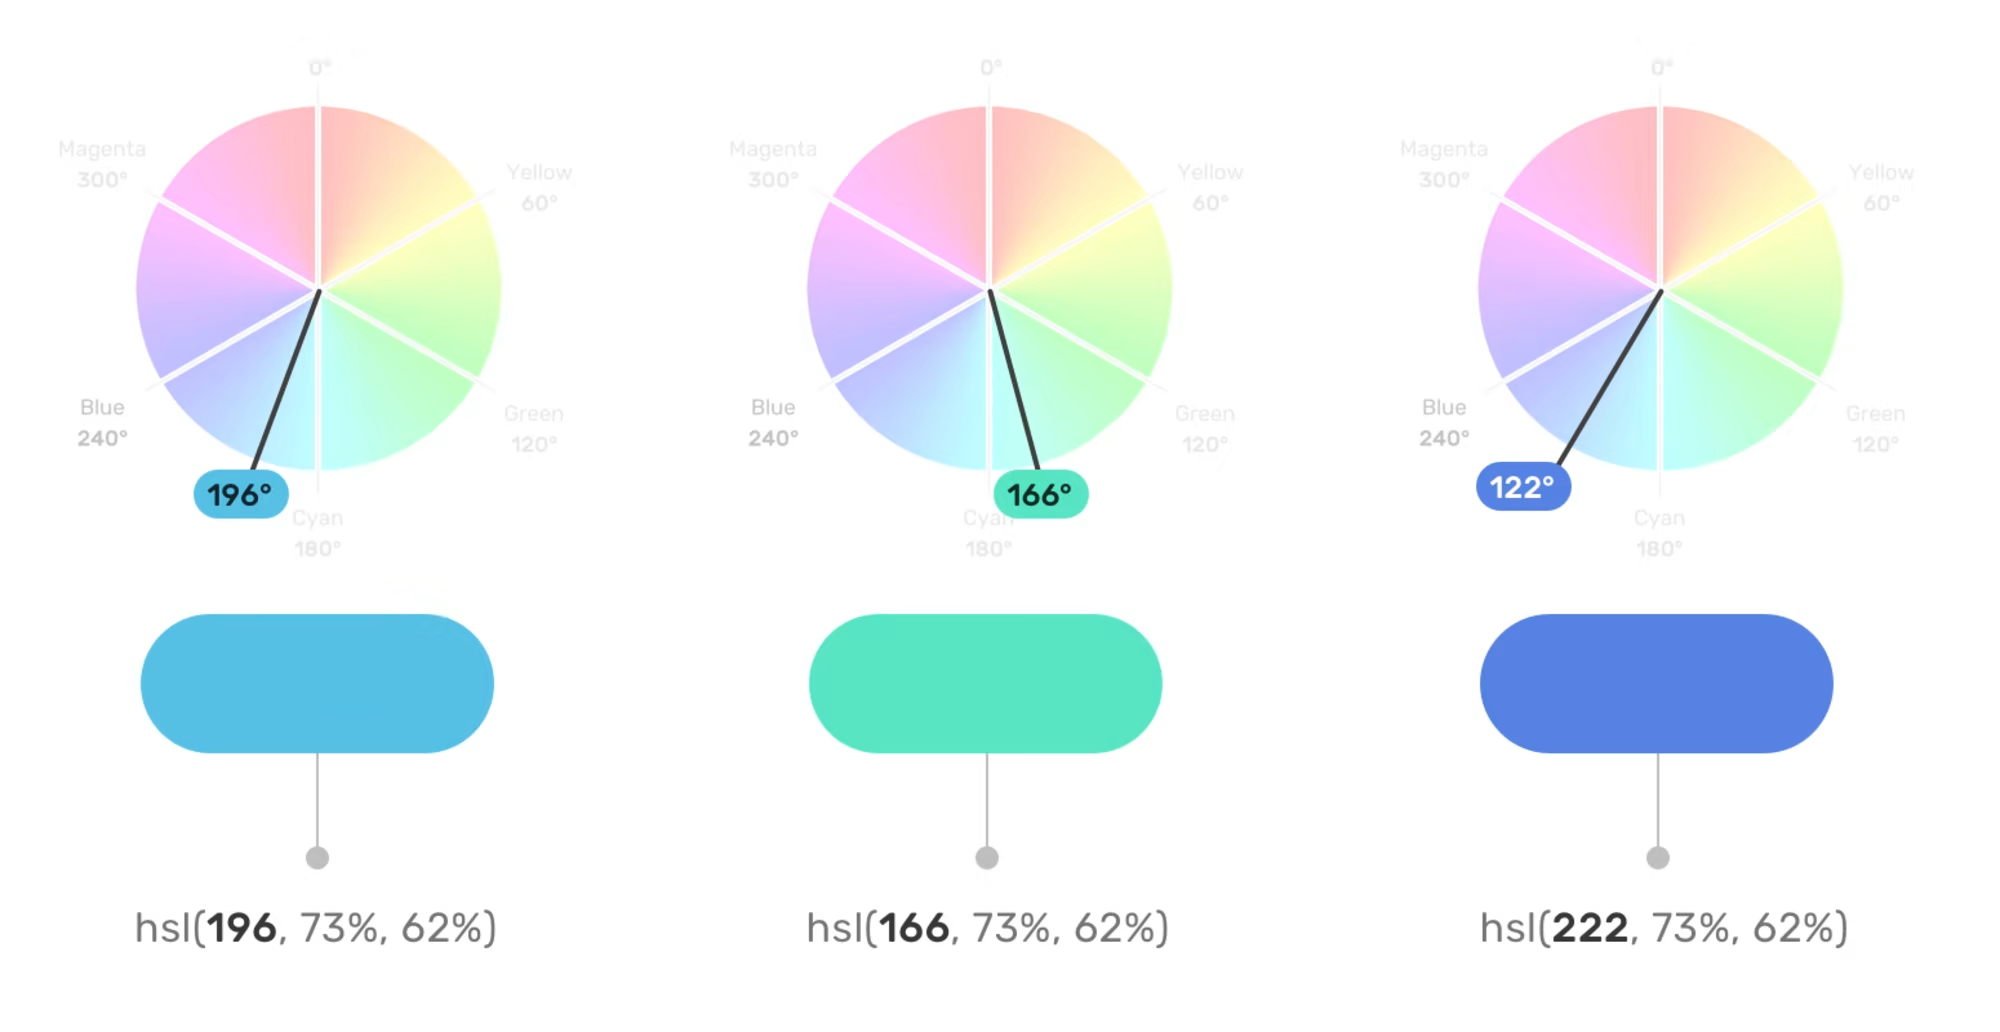 0°
Magenta
300°
Yellow
60°
Blue
240°
Green
120°
196°
Cyan
180°
hsl(196, 73%, 62%)
0°
Magenta
300°
Yellow
60°
Blue
240°
Green
120°
166°
Cyan
180°
hsl(166, 73%, 62%)
0°
Magenta
300°
Yellow
60°
Blue
240°
Green
120°
122°
Cyan
180°
hsl(222, 73%, 62%)